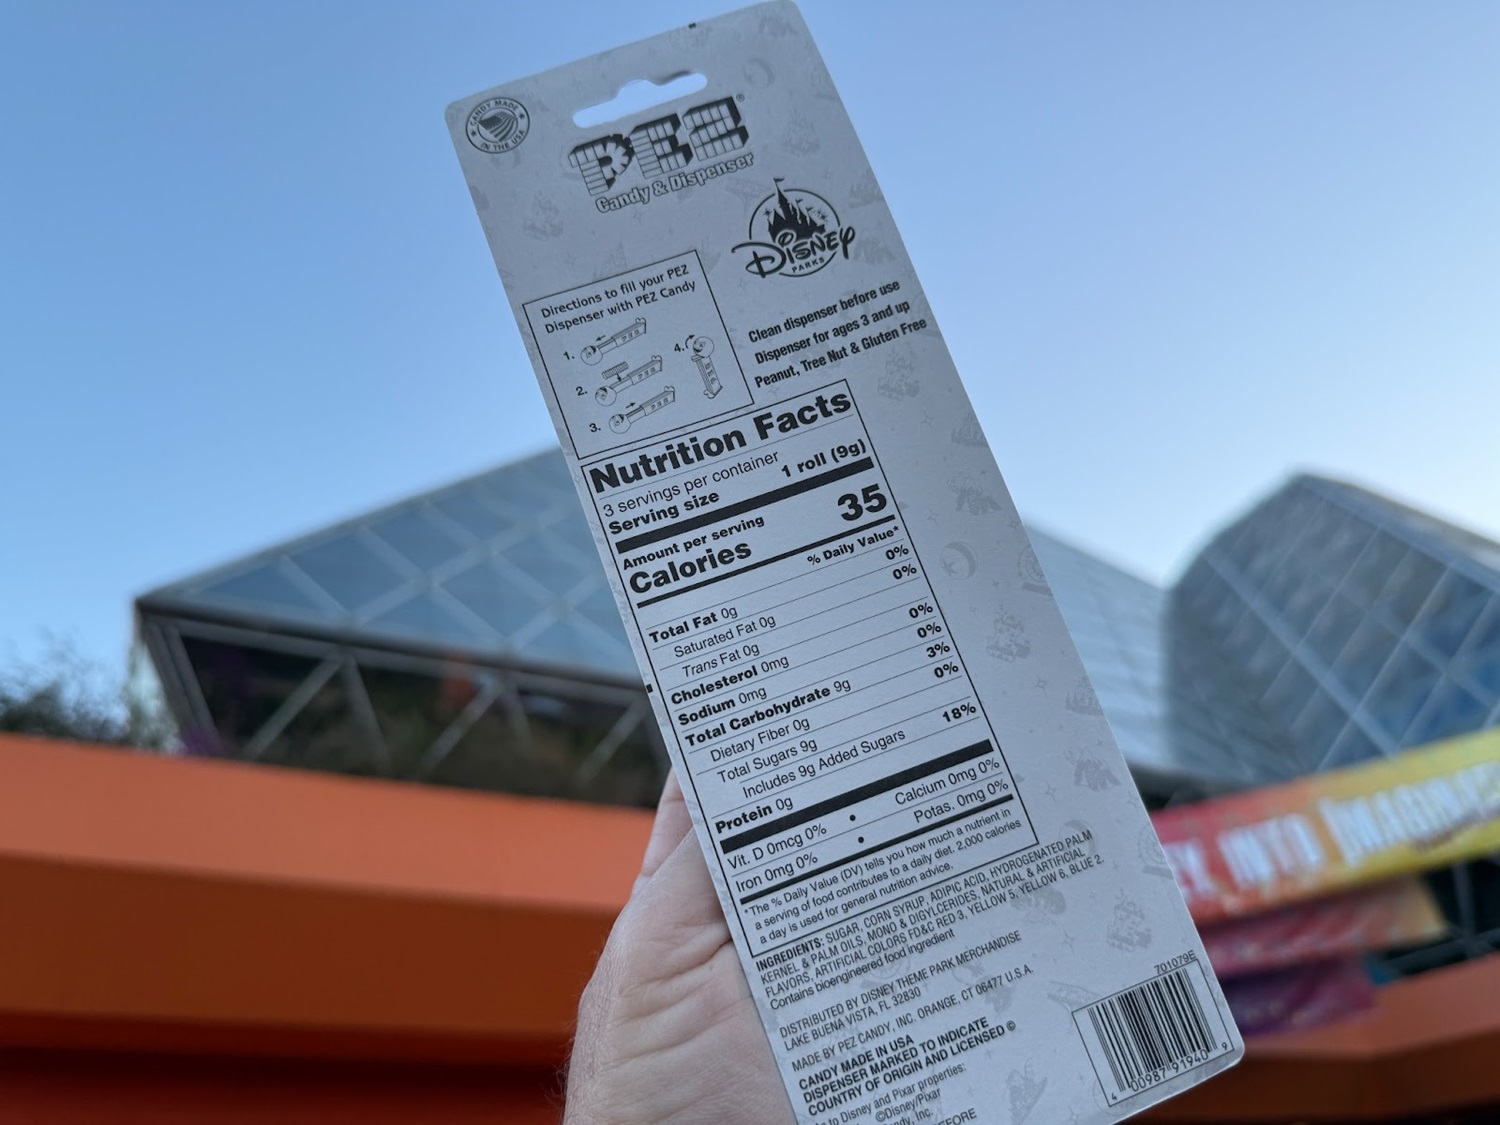 CANDY MADE
IN THE USA
PEZ®
Candy & Dispenser
Disney
PARKS
Directions to fill your PEZ
Dispenser with PEZ Candy
1.
2.
3.
4.
Clean dispenser before use
Dispenser for ages 3 and up
Peanut, Tree Nut & Gluten Free
Nutrition Facts
3 servings per container
Serving size 1 roll (9g)
Amount per serving
Calories 35
% Daily Value*
Total Fat 0g 0%
Saturated Fat 0g 0%
Trans Fat 0g
Cholesterol 0mg 0%
Sodium 0mg 0%
Total Carbohydrate 9g 3%
Dietary Fiber 0g 0%
Total Sugars 9g
Includes 9g Added Sugars 18%
Protein 0g
Vit. D 0mcg 0% • Calcium 0mg 0%
Iron 0mg 0% • Potas. 0mg 0%
*The % Daily Value (DV) tells you how much a nutrient in
a serving of food contributes to a daily diet. 2,000 calories
a day is used for general nutrition advice.
INGREDIENTS: SUGAR, CORN SYRUP, ADIPIC ACID, HYDROGENATED PALM
KERNEL & PALM OILS, MONO & DIGYLCERIDES, NATURAL & ARTIFICIAL
FLAVORS, ARTIFICIAL COLORS FD&C RED 3, YELLOW 5, YELLOW 6, BLUE 2.
Contains bioengineered food ingredient
DISTRIBUTED BY DISNEY THEME PARK MERCHANDISE
LAKE BUENA VISTA, FL 32830
MADE BY PEZ CANDY, INC. ORANGE, CT 06477 U.S.A.
CANDY MADE IN USA
DISPENSER MARKED TO INDICATE
COUNTRY OF ORIGIN AND LICENSED ©
to Disney and Pixar properties:
©Disney/Pixar
Inc.
701079E
4 00987 91940 9
INTO IMAGINATION